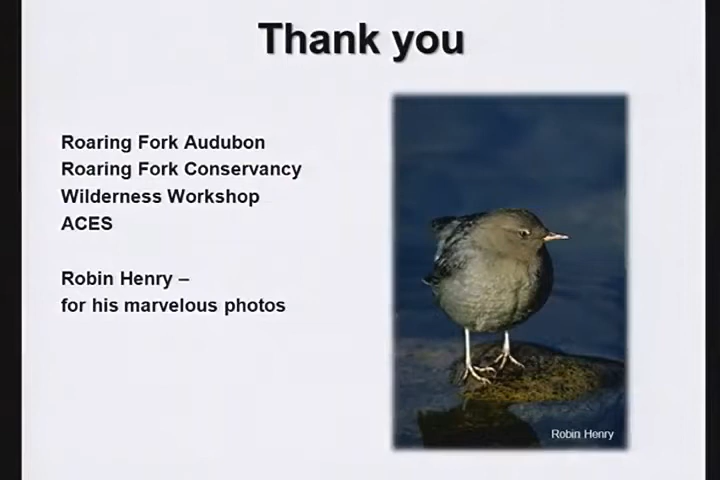 Thank you
Roaring Fork Audubon
Roaring Fork Conservancy
Wilderness Workshop
ACES
Robin Henry –
for his marvelous photos
Robin Henry